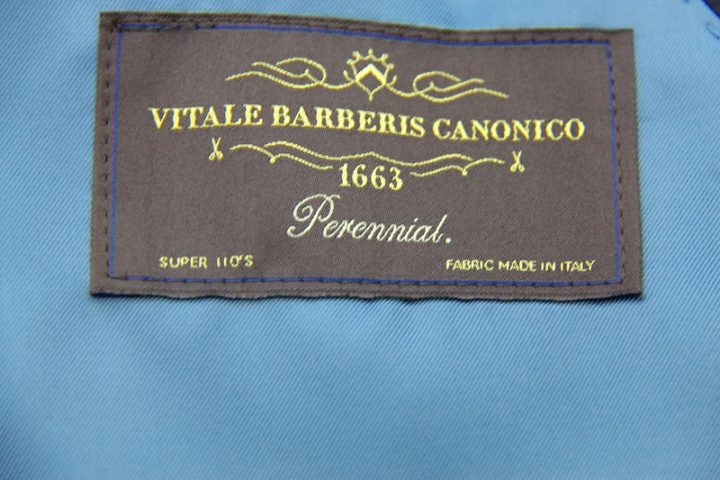 VITALE BARBERIS CANONICO
1663
Perennial.
SUPER 110'S
FABRIC MADE IN ITALY